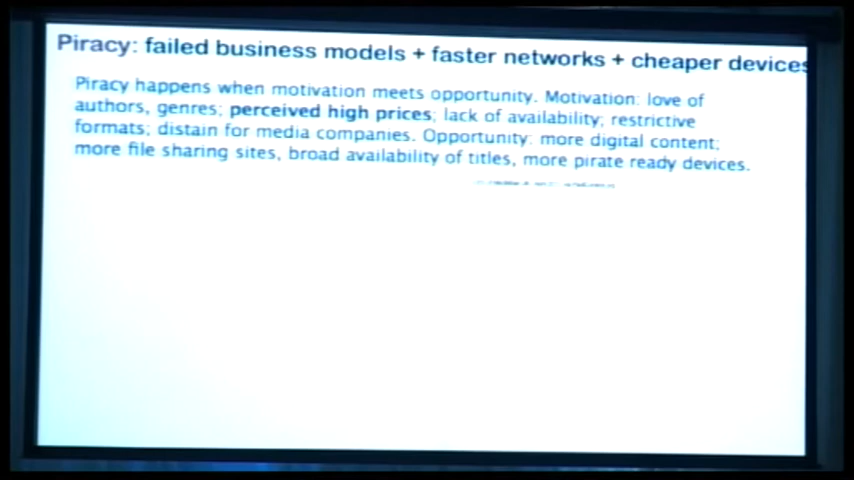 Piracy: failed business models + faster networks + cheaper devices
Piracy happens when motivation meets opportunity. Motivation: love of
authors, genres; perceived high prices; lack of availability; restrictive
formats; distain for media companies. Opportunity: more digital content;
more file sharing sites, broad availability of titles, more pirate ready devices.